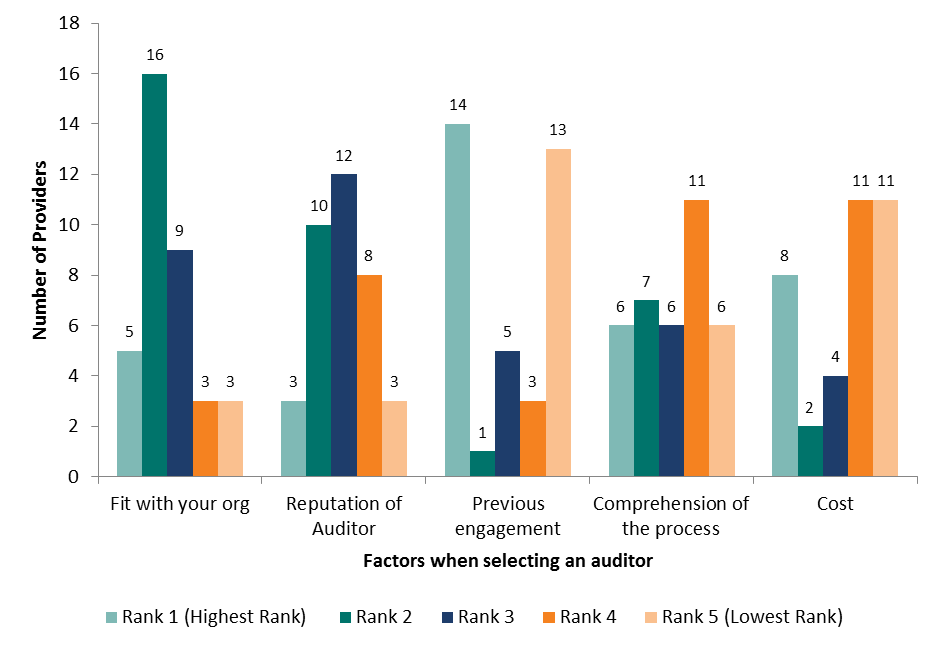 18
16
14
12
10
8
6
4
2
0
Number of Providers
5
16
9
3
3
3
10
12
8
3
14
1
5
3
13
6
7
6
11
6
8
2
4
11
11
Fit with your org
Reputation of
Auditor
Previous
engagement
Comprehension of
the process
Cost
Factors when selecting an auditor
Rank 1 (Highest Rank)
Rank 2
Rank 3
Rank 4
Rank 5 (Lowest Rank)